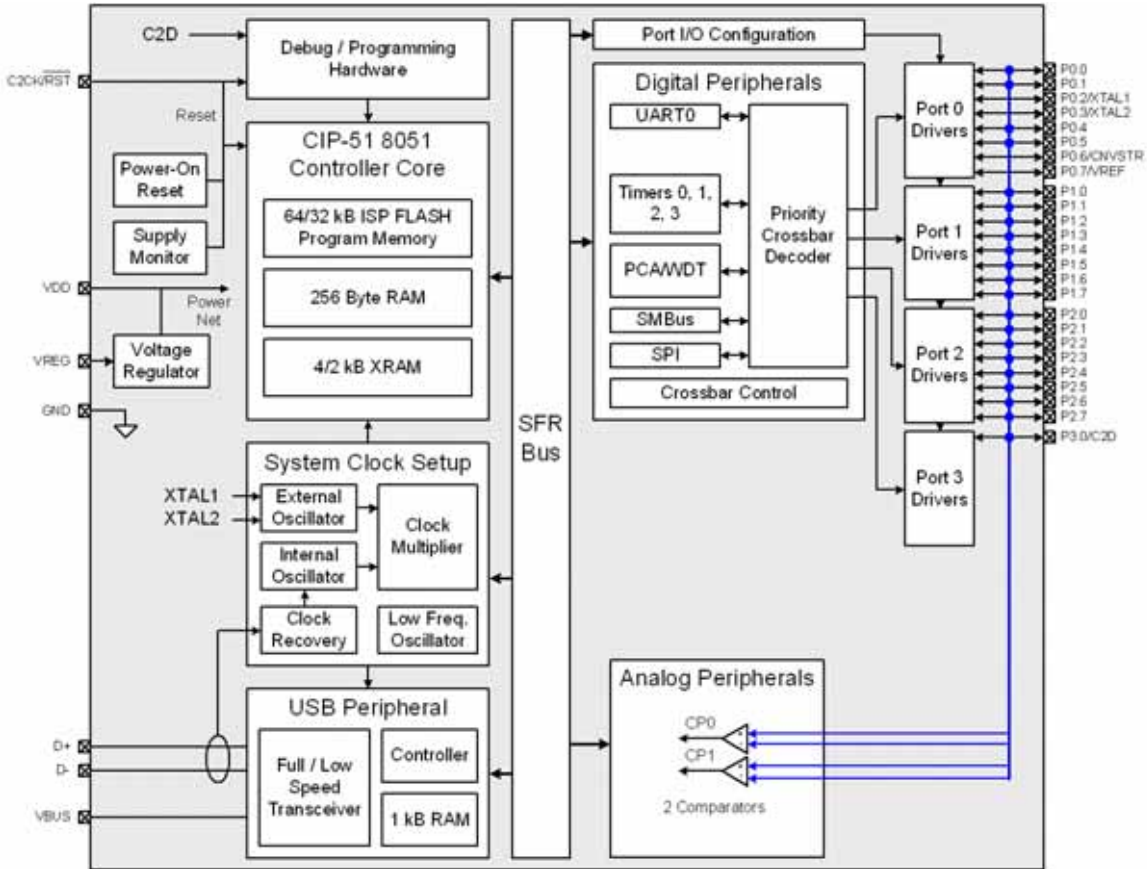 C2D
C2CK/RST
Debug / Programming
Hardware
Reset
Power-On
Reset
Supply
Monitor
VDD
Power
Net
VREG
Voltage
Regulator
GND
CIP-51 8051
Controller Core
64/32 kB ISP FLASH
Program Memory
256 Byte RAM
4/2 kB XRAM
System Clock Setup
XTAL1
XTAL2
External
Oscillator
Internal
Oscillator
Clock
Recovery
Clock
Multiplier
Low Freq.
Oscillator
USB Peripheral
D+
D-
VBUS
Full / Low
Speed
Transceiver
Controller
1 kB RAM
SFR
Bus
Port I/O Configuration
Digital Peripherals
UART0
Timers 0, 1,
2, 3
PCA/WDT
SMBus
SPI
Priority
Crossbar
Decoder
Crossbar Control
Port 0
Drivers
Port 1
Drivers
Port 2
Drivers
Port 3
Drivers
P0.0
P0.1
P0.2/XTAL1
P0.3/XTAL2
P0.4
P0.5
P0.6/CNVSTR
P0.7/VREF
P1.0
P1.1
P1.2
P1.3
P1.4
P1.5
P1.6
P1.7
P2.0
P2.1
P2.2
P2.3
P2.4
P2.5
P2.6
P2.7
P3.0/C2D
Analog Peripherals
CP0
+
-
CP1
+
-
2 Comparators